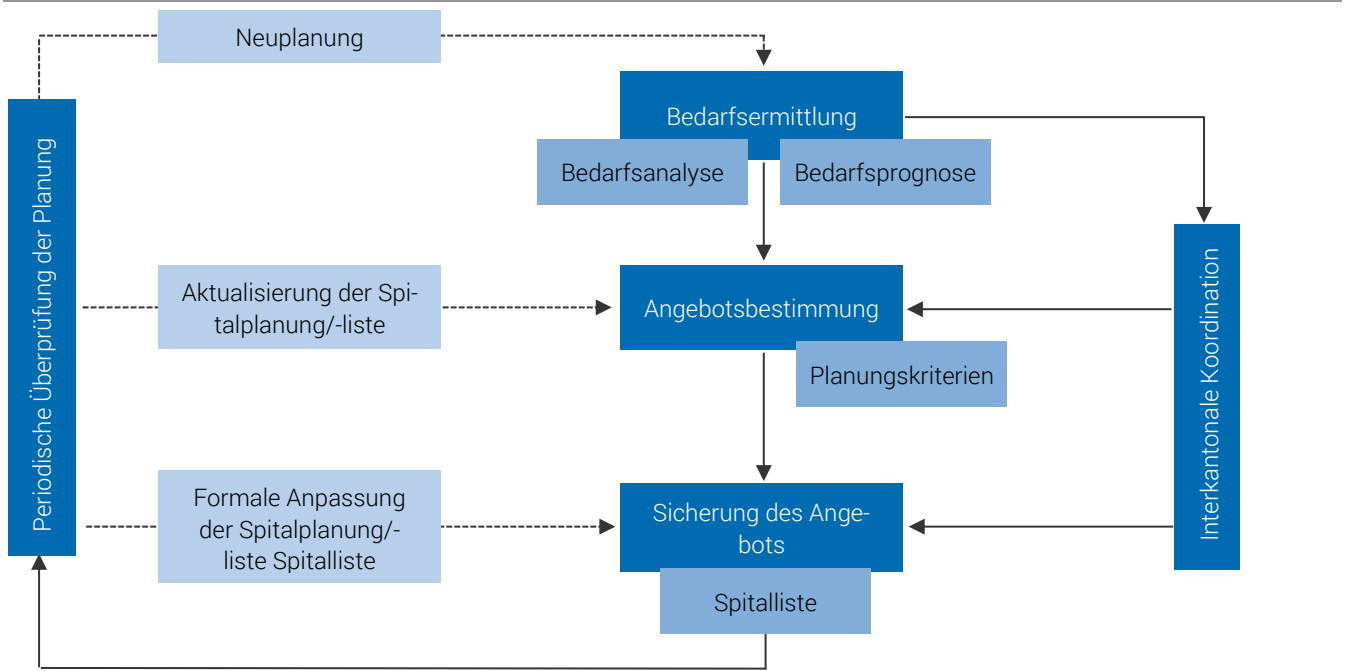 Neuplanung
Bedarfsermittlung
Bedarfsanalyse
Bedarfsprognose
Periodische Überprüfung der Planung
Aktualisierung der Spi-
talplanung/-liste
Angebotsbestimmung
Planungskriterien
Interkantonale Koordination
Formale Anpassung
der Spitalplanung/-
liste Spitalliste
Sicherung des Ange-
bots
Spitalliste